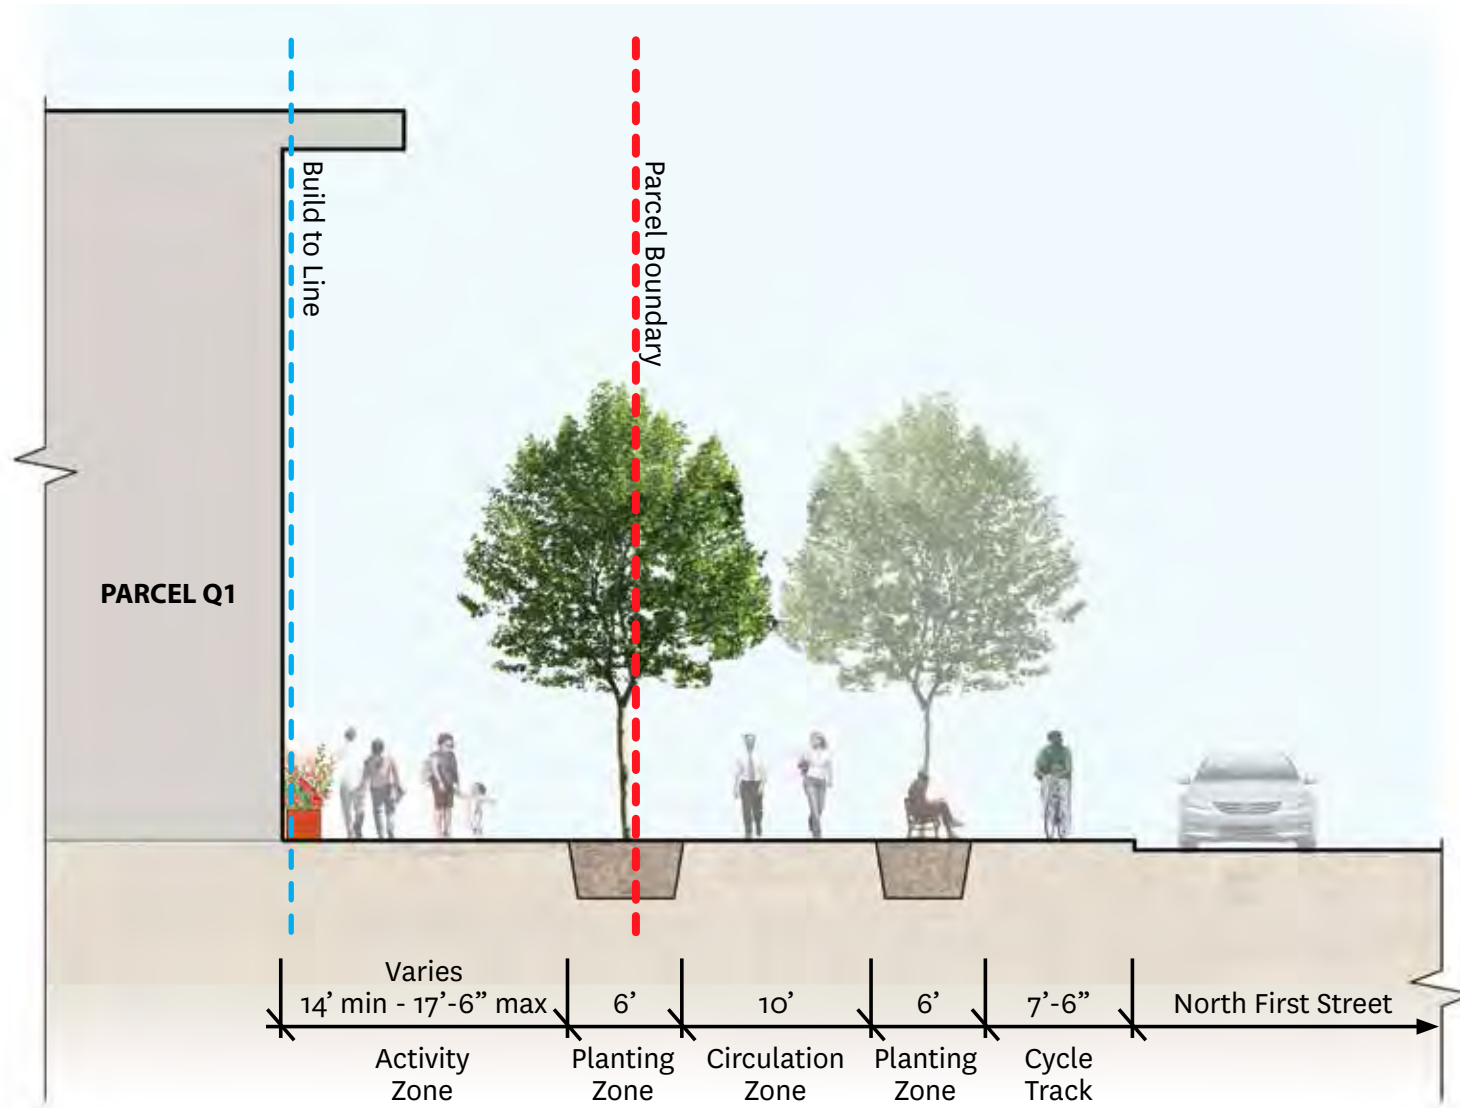 Build to Line
Parcel Boundary
PARCEL Q1
Varies
14’ min - 17’-6” max
6’
10’
6’
7’-6”
North First Street
Activity
Zone
Planting
Zone
Circulation
Zone
Planting
Zone
Cycle
Track